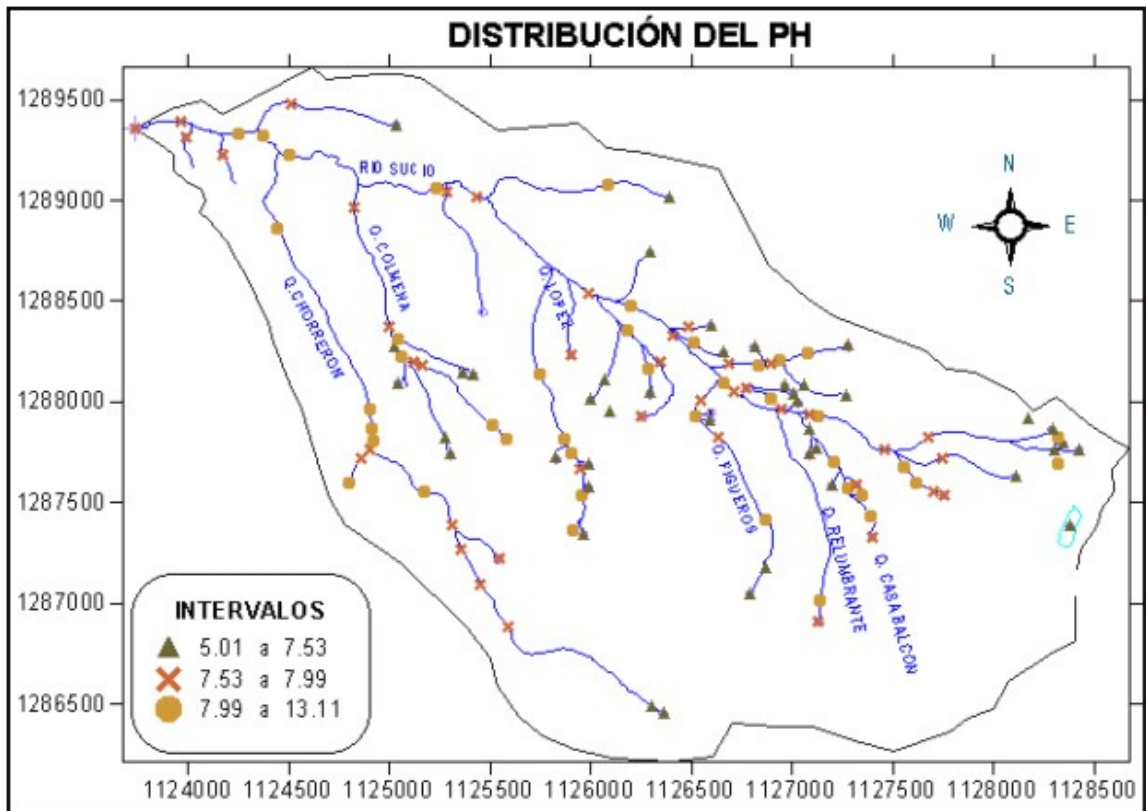 DISTRIBUCIÓN DEL PH
1289500
1289000
1288500
1288000
1287500
1287000
1286500
RIO SUCIO
Q. COLMENA
Q.CHORRERON
Q.LOPEZ
Q. FIGUEROS
Q. RELUMBRANTE
Q. CASABALCON
N
W E
S
INTERVALOS
5.01 a 7.53
7.53 a 7.99
7.99 a 13.11
1124000 1124500 1125000 1125500 1126000 1126500 1127000 1127500 1128000 1128500